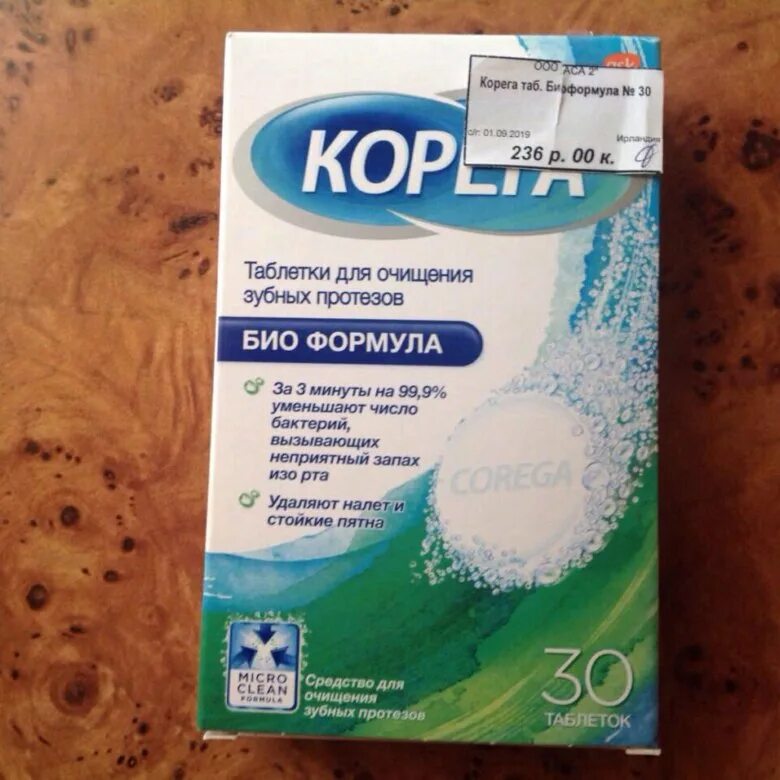 gsk
ООО АСА 2"
Корега таб. Биоформула № 30
с/г: 01.09.2019 Ирландия
236 р. 00 к.
КОРЕГА
Таблетки для очищения
зубных протезов
БИО ФОРМУЛА
За 3 минуты на 99,9%
уменьшают число
бактерий,
вызывающих
неприятный запах
изо рта
Удаляют налет и
стойкие пятна
COREGA
MICRO
CLEAN
FORMULA
Средство для
очищения
зубных протезов
30
ТАБЛЕТОК